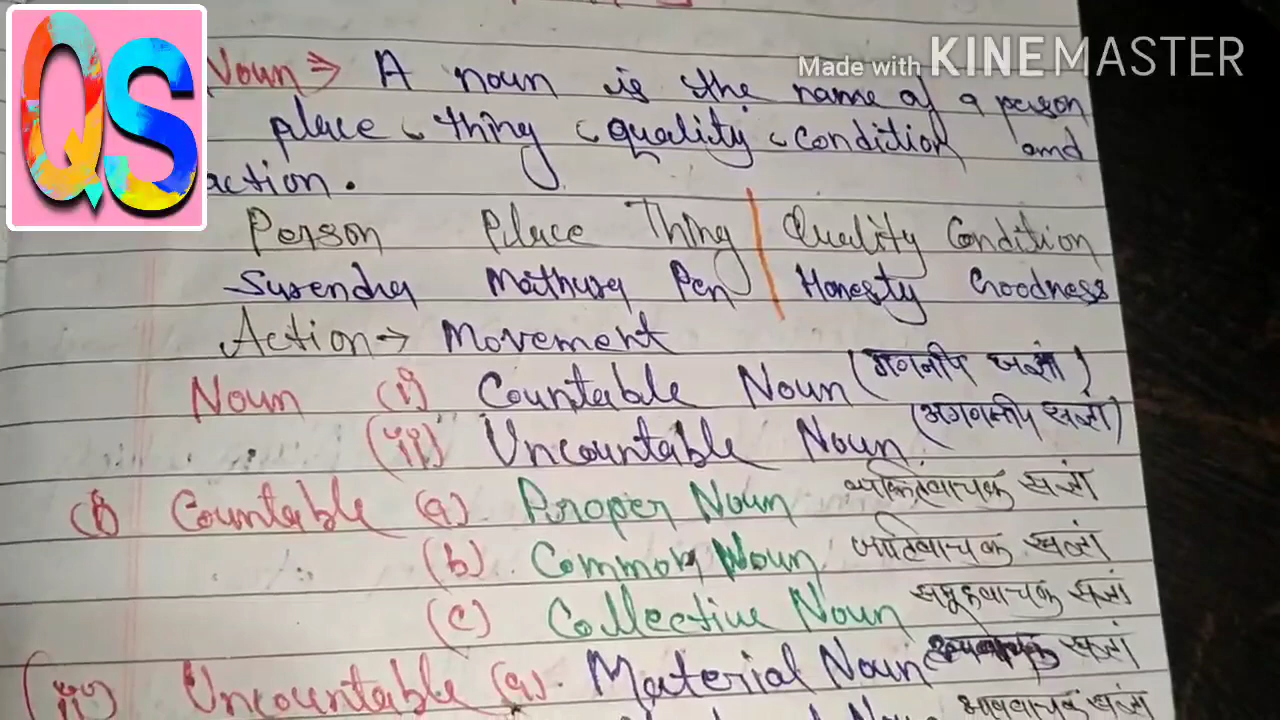 QS
Made with KINEMASTER
Noun ⇒ A noun is the name of a person
place, thing, quality, condition and
action.
Person Place Thing | Quality Condition
Surendra Mathura Pen | Honesty Goodness
Action → Movement
Noun (i) Countable Noun (गणनीय संज्ञा)
(ii) Uncountable Noun (अगणनीय संज्ञा)
(i) Countable (a) Proper Noun व्यक्तिवाचक संज्ञा
(b) Common Noun जातिवाचक संज्ञा
(c) Collective Noun समूहवाचक संज्ञा
(ii) Uncountable (a). Material Noun संज्ञा
Noun भाववाचक संज्ञा